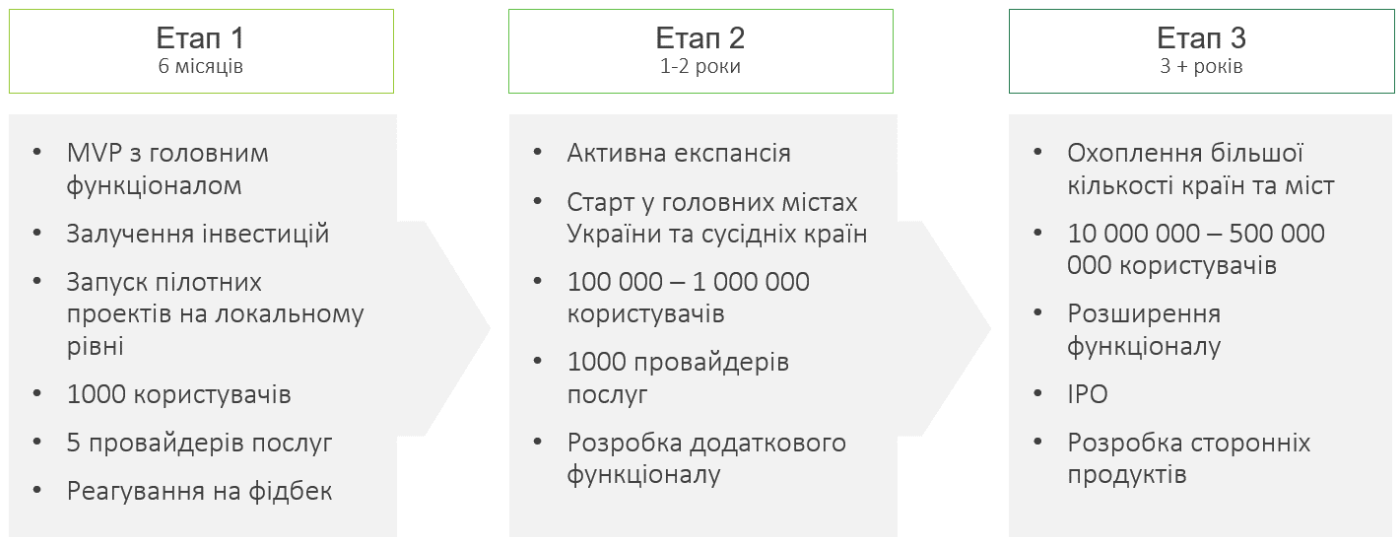 Етап 1
6 місяців
• MVP з головним
функціоналом
• Залучення інвестицій
• Запуск пілотних
проектів на локальному
рівні
• 1000 користувачів
• 5 провайдерів послуг
• Реагування на фідбек
Етап 2
1-2 роки
• Активна експансія
• Старт у головних містах
України та сусідніх країн
• 100 000 – 1 000 000
користувачів
• 1000 провайдерів
послуг
• Розробка додаткового
функціоналу
Етап 3
3 + років
• Охоплення більшої
кількості країн та міст
• 10 000 000 – 500 000
000 користувачів
• Розширення
функціоналу
• IPO
• Розробка сторонніх
продуктів